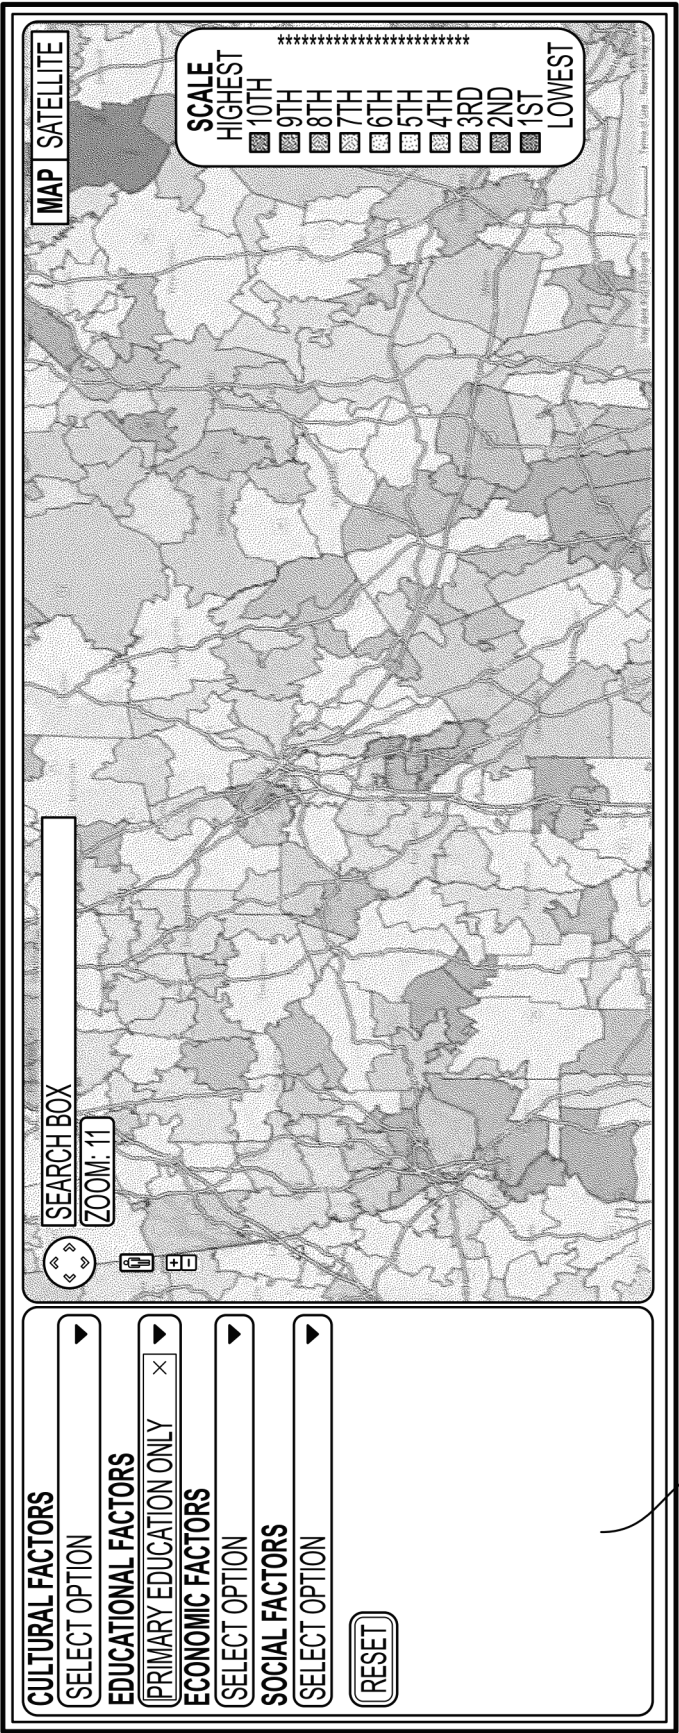 CULTURAL FACTORS
SELECT OPTION
EDUCATIONAL FACTORS
PRIMARY EDUCATION ONLY X
ECONOMIC FACTORS
SELECT OPTION
SOCIAL FACTORS
SELECT OPTION
RESET
SEARCH BOX
ZOOM: 11
+
−
MAP | SATELLITE
SCALE
HIGHEST
10TH
9TH
8TH
7TH
6TH
5TH
4TH
3RD
2ND
1ST
LOWEST
************************